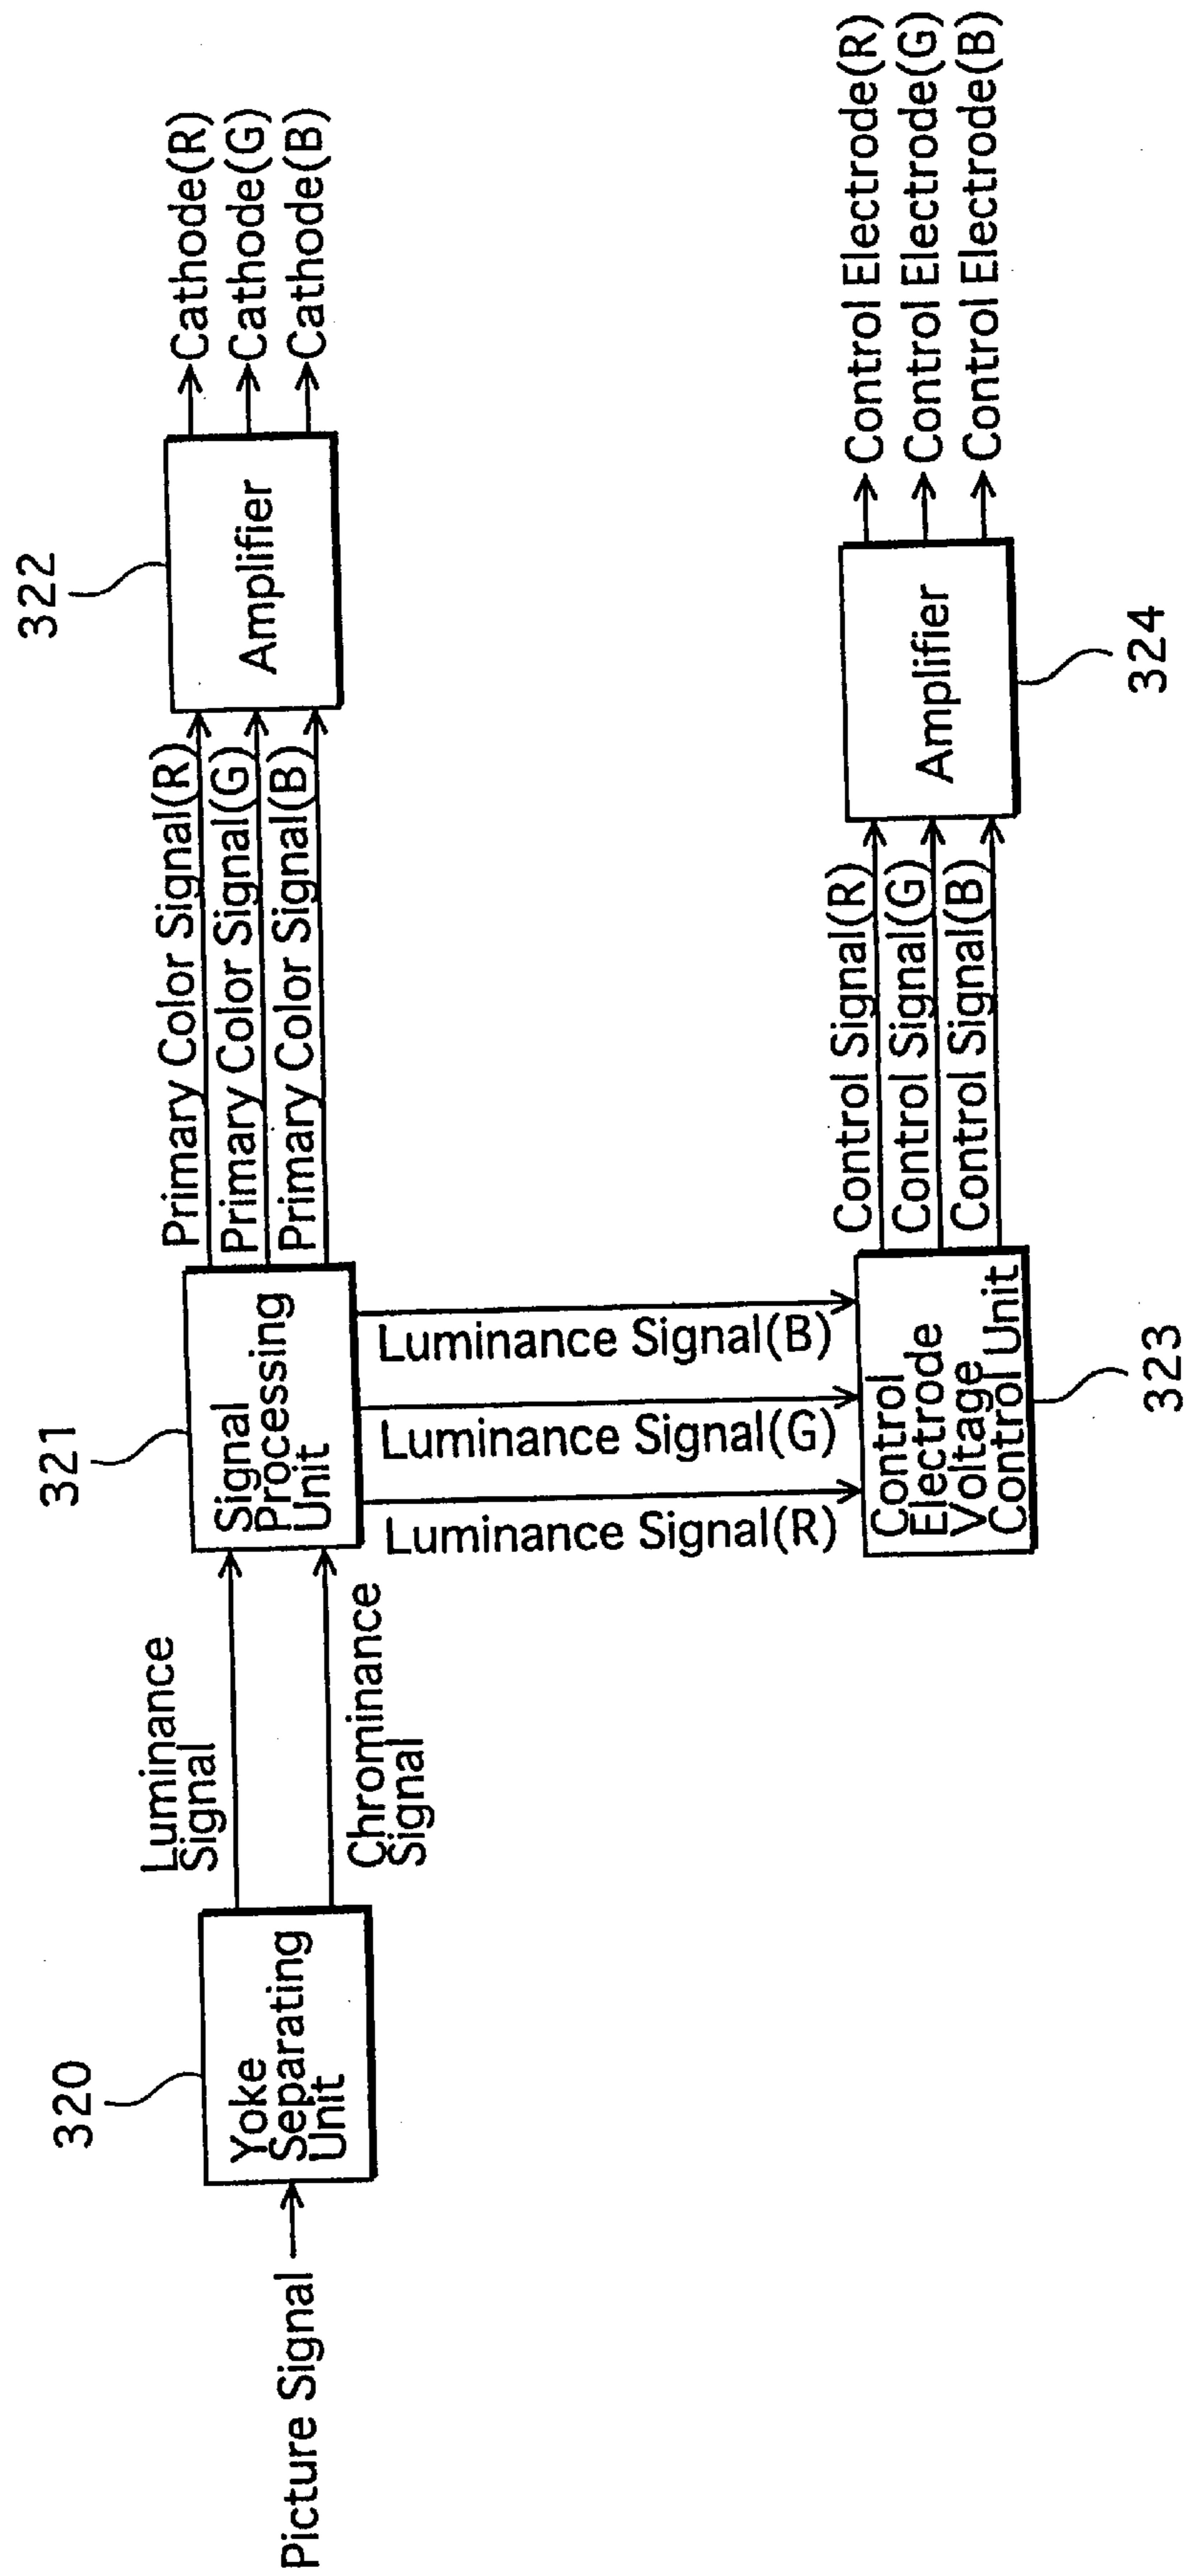 Picture Signal
320
Yoke
Separating
Unit
Luminance
Signal
Chrominance
Signal
321
Signal
Processing
Unit
Primary Color Signal(R)
Primary Color Signal(G)
Primary Color Signal(B)
322
Amplifier
Cathode(R)
Cathode(G)
Cathode(B)
Luminance Signal(R)
Luminance Signal(G)
Luminance Signal(B)
Control
Electrode
Voltage
Control Unit
323
Control Signal(R)
Control Signal(G)
Control Signal(B)
Amplifier
324
Control Electrode(R)
Control Electrode(G)
Control Electrode(B)